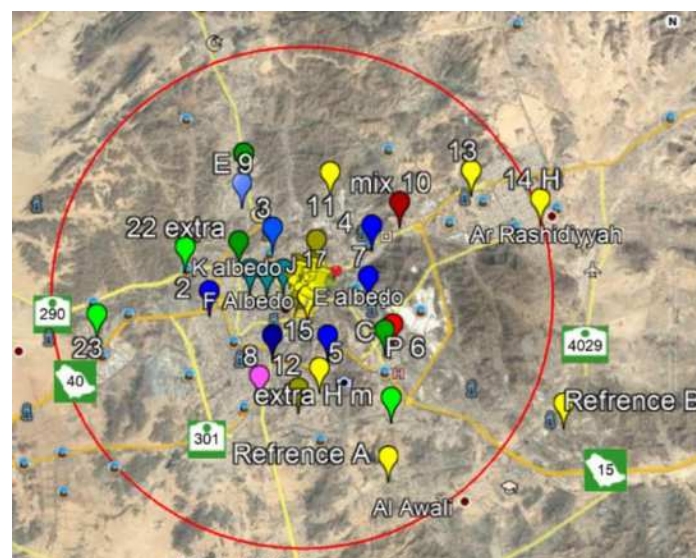 N
13
E 9
mix 10
14 H
11
3
4
22 extra
Ar Rashidiyyah
7
17
K albedo J
2
F Albedo
E albedo
290
C
15
P 6
23
5
4029
8
12
40
extra H m
Refrence B
301
Refrence A
15
Al Awali